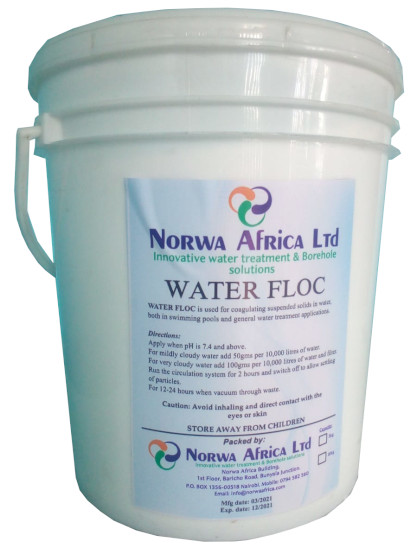 NORWA AFRICA LTD
Innovative water treatment & Borehole
solutions
WATER FLOC
WATER FLOC is used for coagulating suspended solids in water,
both in swimming pools and general water treatment applications.
Directions:
Apply when pH is 7.4 and above.
For mildly cloudy water add 50gms per 10,000 litres of water.
For very cloudy water add 100gms per 10,000 litres of water and filter.
Run the circulation system for 2 hours and switch off to allow settling
of particles.
For 12-24 hours when vacuum through waste.
Caution: Avoid inhaling and direct contact with the
eyes or skin
STORE AWAY FROM CHILDREN
Packed by:
NORWA AFRICA LTD
Innovative water treatment & Borehole solutions
Norwa Africa Building,
1st Floor, Baricho Road, Bunyala Junction.
P.O. BOX 1336-00518 Nairobi. Mobile: 0794
Email: info@norwaafrica.com
Mfg date: 03/2021
Exp. date: 12/2021